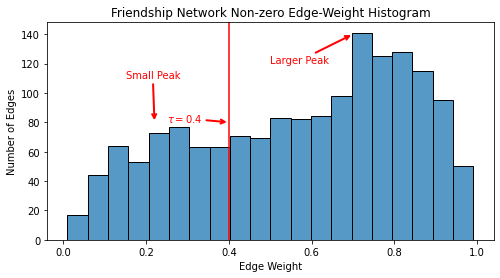 Friendship Network Non-zero Edge-Weight Histogram
Number of Edges
140
120
100
80
60
40
20
0
Small Peak
Larger Peak
τ = 0.4
0.0 0.2 0.4 0.6 0.8 1.0
Edge Weight